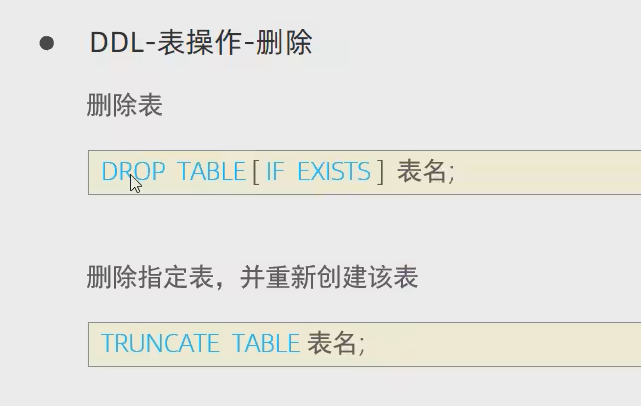 DDL-表操作-删除
删除表
DROP TABLE [ IF EXISTS ] 表名;
删除指定表，并重新创建该表
TRUNCATE TABLE 表名;